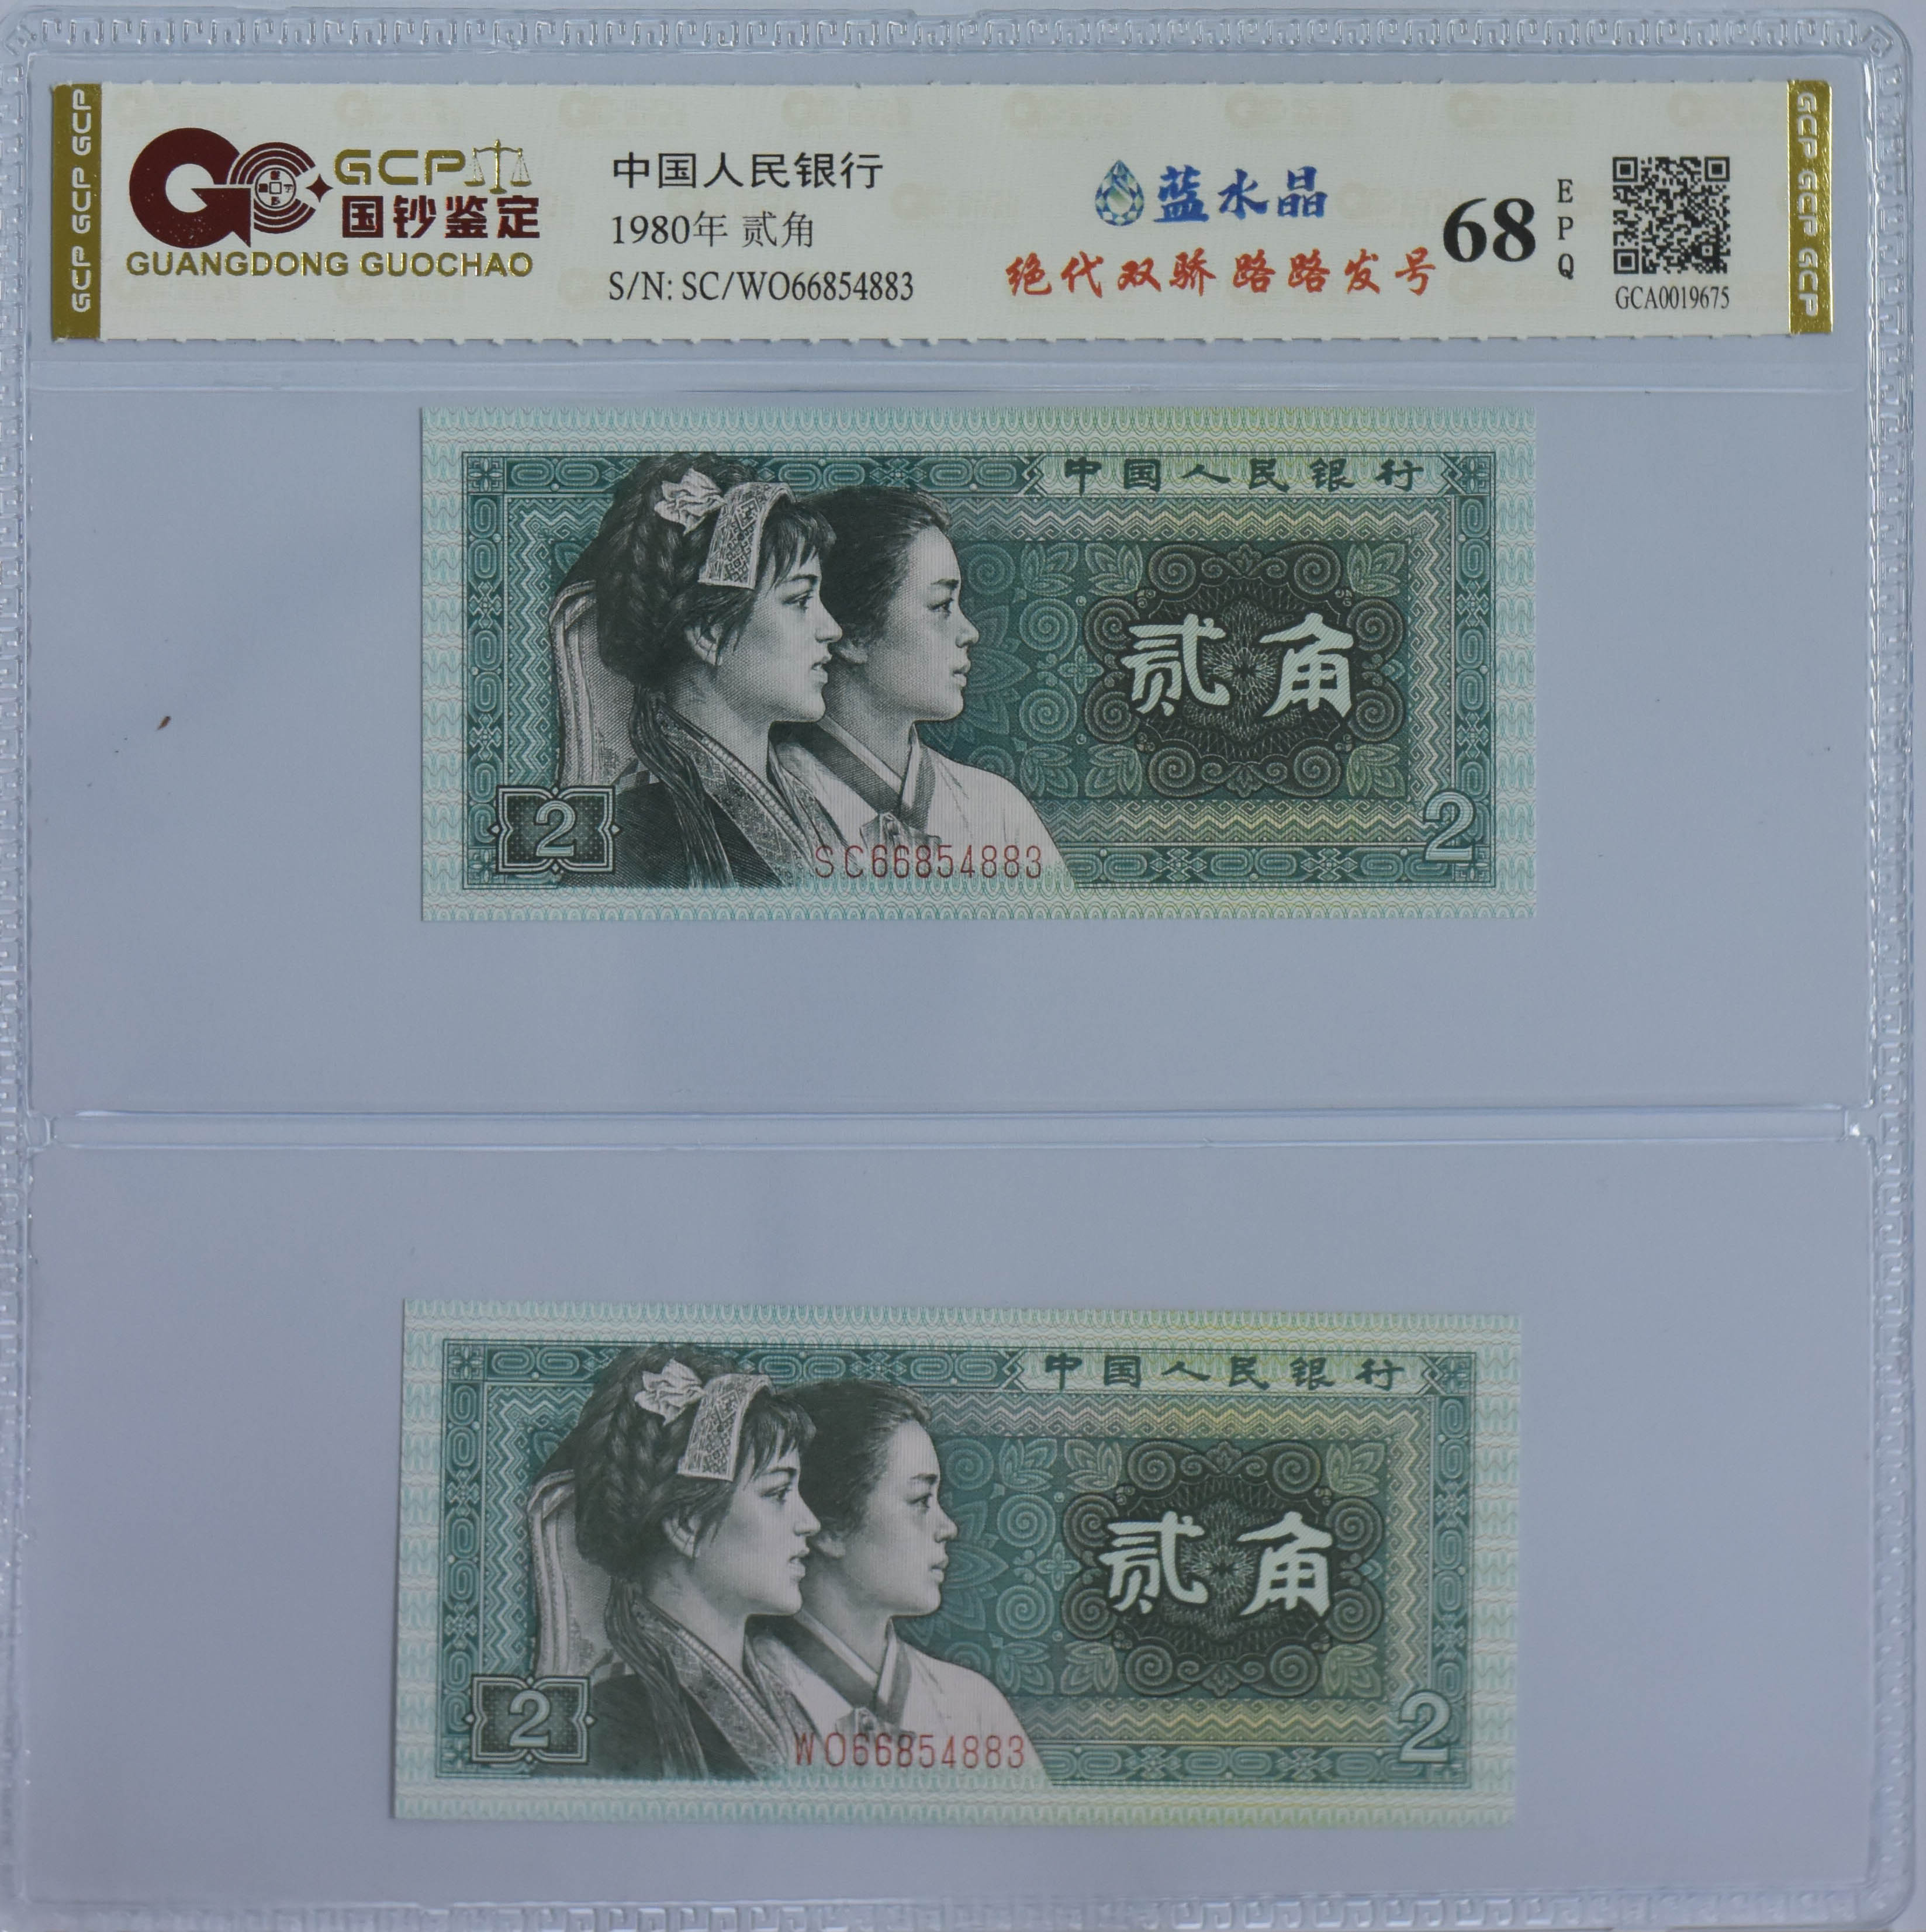 GCP GCP GCP
GCP
国钞鉴定
GUANGDONG GUOCHAO
中国人民银行
1980年 贰角
S/N: SC/WO66854883
蓝水晶
绝代双骄 路路发号
68
E
P
Q
GCA0019675
GCP GCP GCP
中国人民银行
贰角
2
2
SC66854883
中国人民银行
贰角
2
2
WO66854883